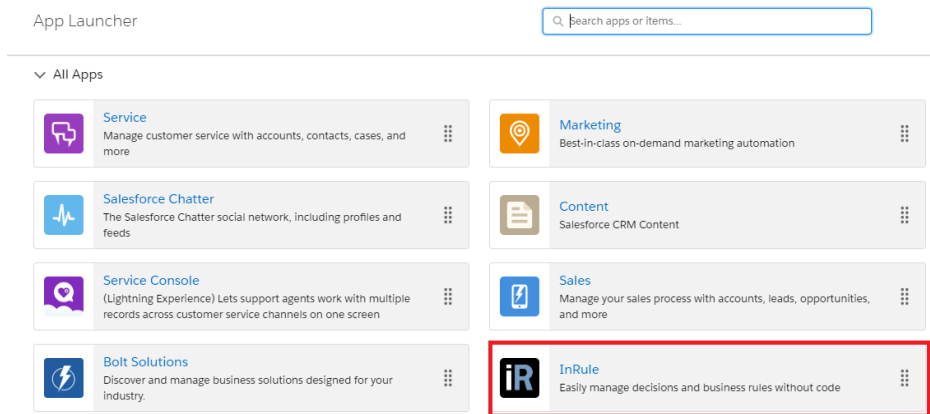 App Launcher
Search apps or items...
All Apps
Service
Manage customer service with accounts, contacts, cases, and
more
Marketing
Best-in-class on-demand marketing automation
Salesforce Chatter
The Salesforce Chatter social network, including profiles and
feeds
Content
Salesforce CRM Content
Service Console
(Lightning Experience) Lets support agents work with multiple
records across customer service channels on one screen
Sales
Manage your sales process with accounts, leads, opportunities,
and more
Bolt Solutions
Discover and manage business solutions designed for your
industry.
iR
InRule
Easily manage decisions and business rules without code